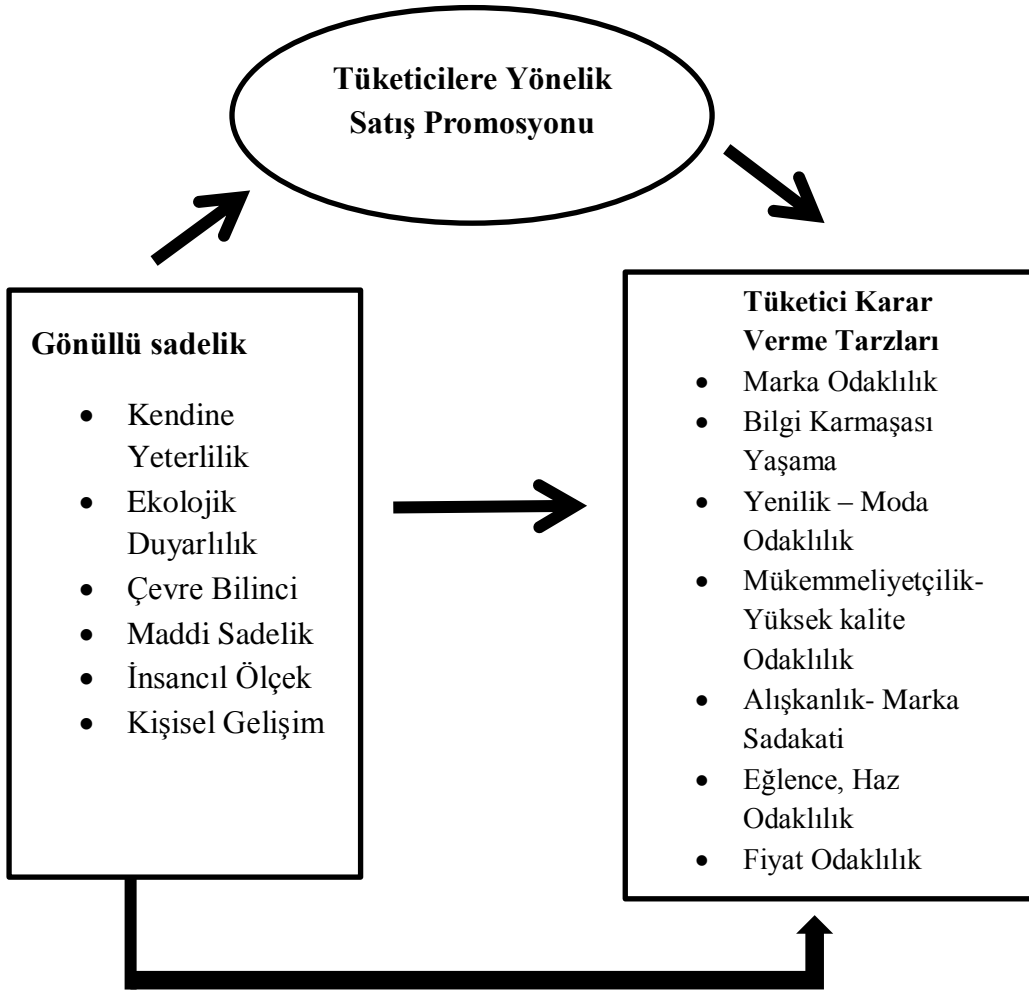 Tüketicilere Yönelik
Satış Promosyonu
Gönüllü sadelik
• Kendine
Yeterlilik
• Ekolojik
Duyarlılık
• Çevre Bilinci
• Maddi Sadelik
• İnsancıl Ölçek
• Kişisel Gelişim
Tüketici Karar
Verme Tarzları
• Marka Odaklılık
• Bilgi Karmaşası
Yaşama
• Yenilik – Moda
Odaklılık
• Mükemmeliyetçilik-
Yüksek kalite
Odaklılık
• Alışkanlık- Marka
Sadakati
• Eğlence, Haz
Odaklılık
• Fiyat Odaklılık